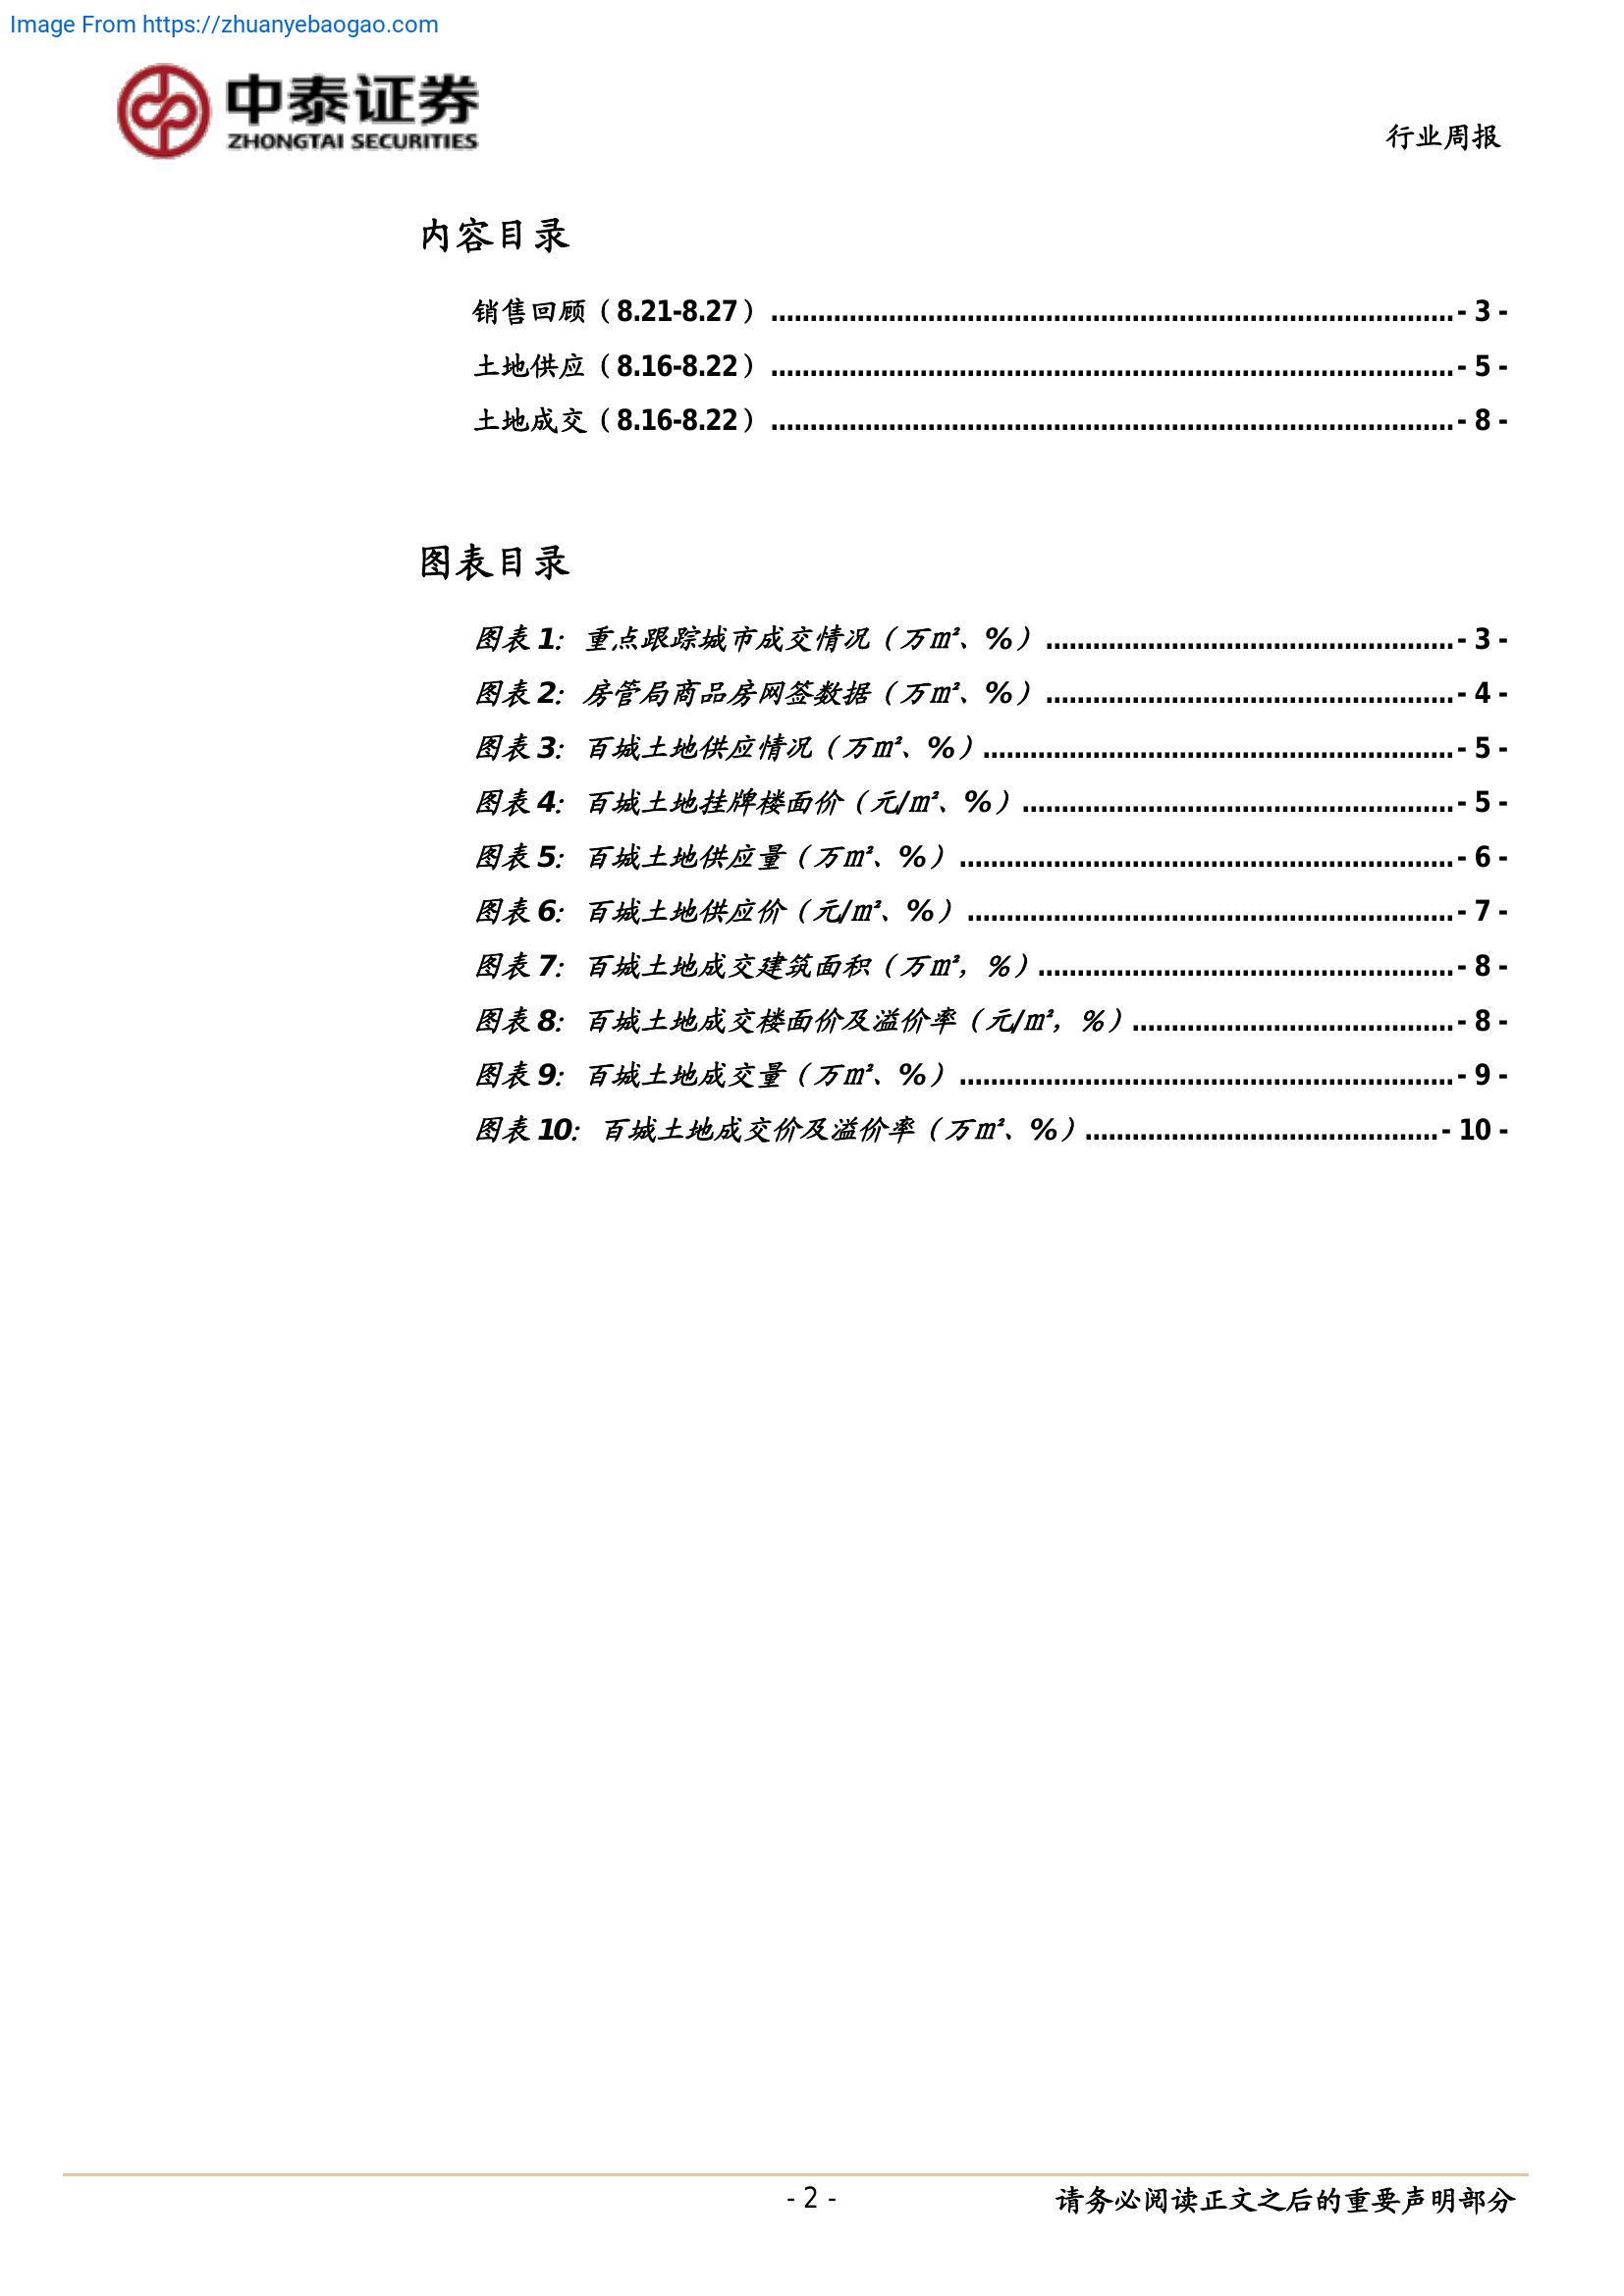 Image From https://zhuanyebaogao.com
中泰证券
ZHONGTAI SECURITIES
行业周报
内容目录
销售回顾（8.21-8.27）..........................................................................................- 3 -
土地供应（8.16-8.22）..........................................................................................- 5 -
土地成交（8.16-8.22）..........................................................................................- 8 -
图表目录
图表 1：重点跟踪城市成交情况（万㎡、%）......................................................- 3 -
图表 2：房管局商品房网签数据（万㎡、%）......................................................- 4 -
图表 3：百城土地供应情况（万㎡、%）..............................................................- 5 -
图表 4：百城土地挂牌楼面价（元/㎡、%）.........................................................- 5 -
图表 5：百城土地供应量（万㎡、%）.................................................................- 6 -
图表 6：百城土地供应价（元/㎡、%）................................................................- 7 -
图表 7：百城土地成交建筑面积（万㎡，%）.......................................................- 8 -
图表 8：百城土地成交楼面价及溢价率（元/㎡，%）...........................................- 8 -
图表 9：百城土地成交量（万㎡、%）.................................................................- 9 -
图表 10：百城土地成交价及溢价率（万㎡、%）...............................................- 10 -
- 2 -
请务必阅读正文之后的重要声明部分